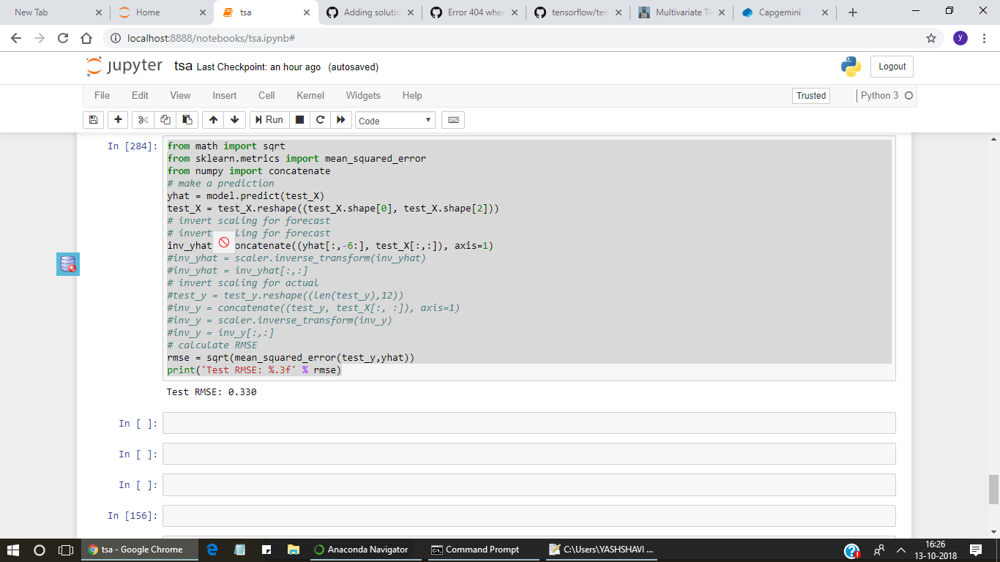 New Tab
Home
tsa
Adding solutio
Error 404 wher
tensorflow/ten
Multivariate Ti
Capgemini
localhost:8888/notebooks/tsa.ipynb#
y
jupyter tsa Last Checkpoint: an hour ago (autosaved)
Logout
File Edit View Insert Cell Kernel Widgets Help
Trusted
Python 3
Run
Code
In [284]:
from math import sqrt
from sklearn.metrics import mean_squared_error
from numpy import concatenate
# make a prediction
yhat = model.predict(test_X)
test_X = test_X.reshape((test_X.shape[0], test_X.shape[2]))
# invert scaling for forecast
# invert ling for forecast
inv_yhat oncatenate((yhat[:,-6:], test_X[:,:]), axis=1)
#inv_yhat = scaler.inverse_transform(inv_yhat)
#inv_yhat = inv_yhat[:,:]
# invert scaling for actual
#test_y = test_y.reshape((len(test_y),12))
#inv_y = concatenate((test_y, test_X[:, :]), axis=1)
#inv_y = scaler.inverse_transform(inv_y)
#inv_y = inv_y[:,:]
# calculate RMSE
rmse = sqrt(mean_squared_error(test_y,yhat))
print('Test RMSE: %.3f' % rmse)
Test RMSE: 0.330
In [ ]:
In [ ]:
In [ ]:
In [156]:
tsa - Google Chrome
Anaconda Navigator
Command Prompt
C:\Users\YASHSHAVI ...
16:26
13-10-2018